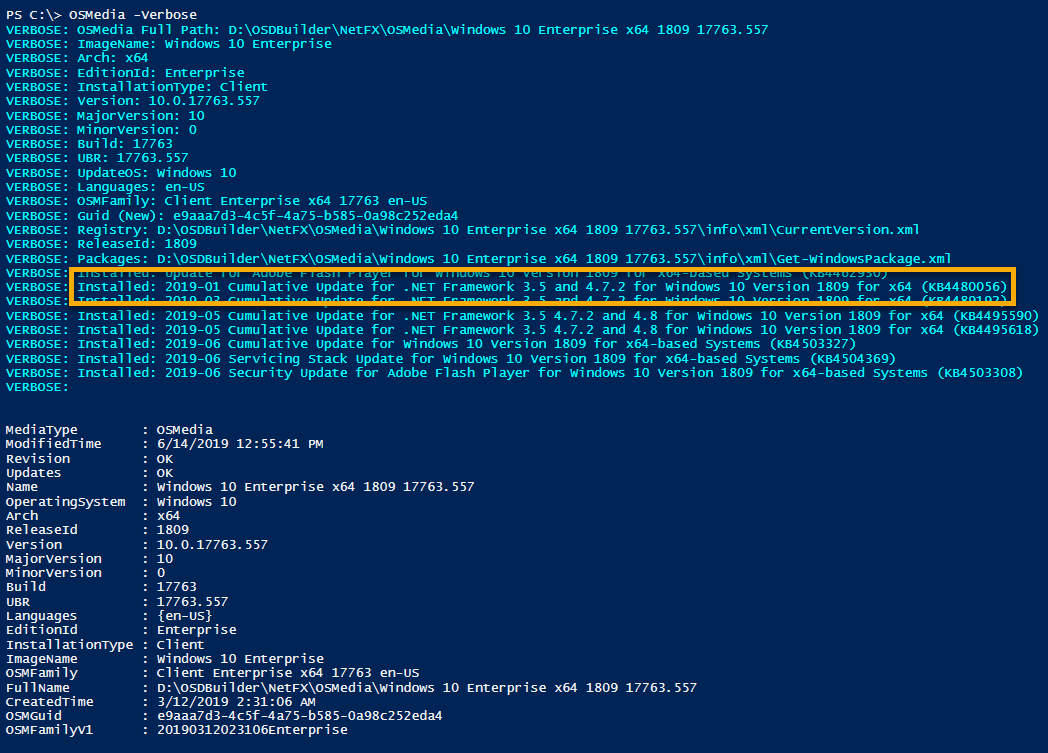 PS C:\> OSMedia -Verbose
VERBOSE: OSMedia Full Path: D:\OSDBuilder\NetFX\OSMedia\Windows 10 Enterprise x64 1809 17763.557
VERBOSE: ImageName: Windows 10 Enterprise
VERBOSE: Arch: x64
VERBOSE: EditionId: Enterprise
VERBOSE: InstallationType: Client
VERBOSE: Version: 10.0.17763.557
VERBOSE: MajorVersion: 10
VERBOSE: MinorVersion: 0
VERBOSE: Build: 17763
VERBOSE: UBR: 17763.557
VERBOSE: UpdateOS: Windows 10
VERBOSE: Languages: en-US
VERBOSE: OSMFamily: Client Enterprise x64 17763 en-US
VERBOSE: Guid (New): e9aaa7d3-4c5f-4a75-b585-0a98c252eda4
VERBOSE: Registry: D:\OSDBuilder\NetFX\OSMedia\Windows 10 Enterprise x64 1809 17763.557\info\xml\CurrentVersion.xml
VERBOSE: ReleaseId: 1809
VERBOSE: Packages: D:\OSDBuilder\NetFX\OSMedia\Windows 10 Enterprise x64 1809 17763.557\info\xml\Get-WindowsPackage.xml
VERBOSE: Installed: Update for Adobe Flash Player for Windows 10 Version 1809 for x64-based Systems (KB4462930)
VERBOSE: Installed: 2019-01 Cumulative Update for .NET Framework 3.5 and 4.7.2 for Windows 10 Version 1809 for x64 (KB4480056)
VERBOSE: Installed: 2019-03 Cumulative Update for .NET Framework 3.5 and 4.7.2 for Windows 10 Version 1809 for x64
VERBOSE: Installed: 2019-05 Cumulative Update for .NET Framework 3.5 4.7.2 and 4.8 for Windows 10 Version 1809 for x64 (KB4495590)
VERBOSE: Installed: 2019-05 Cumulative Update for .NET Framework 3.5 4.7.2 and 4.8 for Windows 10 Version 1809 for x64 (KB4495618)
VERBOSE: Installed: 2019-06 Cumulative Update for Windows 10 Version 1809 for x64-based Systems (KB4503327)
VERBOSE: Installed: 2019-06 Servicing Stack Update for Windows 10 Version 1809 for x64-based Systems (KB4504369)
VERBOSE: Installed: 2019-06 Security Update for Adobe Flash Player for Windows 10 Version 1809 for x64-based Systems (KB4503308)
VERBOSE:
MediaType : OSMedia
ModifiedTime : 6/14/2019 12:55:41 PM
Revision : OK
Updates : OK
Name : Windows 10 Enterprise x64 1809 17763.557
OperatingSystem : Windows 10
Arch : x64
ReleaseId : 1809
Version : 10.0.17763.557
MajorVersion : 10
MinorVersion : 0
Build : 17763
UBR : 17763.557
Languages : {en-US}
EditionId : Enterprise
InstallationType : Client
ImageName : Windows 10 Enterprise
OSMFamily : Client Enterprise x64 17763 en-US
FullName : D:\OSDBuilder\NetFX\OSMedia\Windows 10 Enterprise x64 1809 17763.557
CreatedTime : 3/12/2019 2:31:06 AM
OSMGuid : e9aaa7d3-4c5f-4a75-b585-0a98c252eda4
OSMFamilyV1 : 20190312023106Enterprise